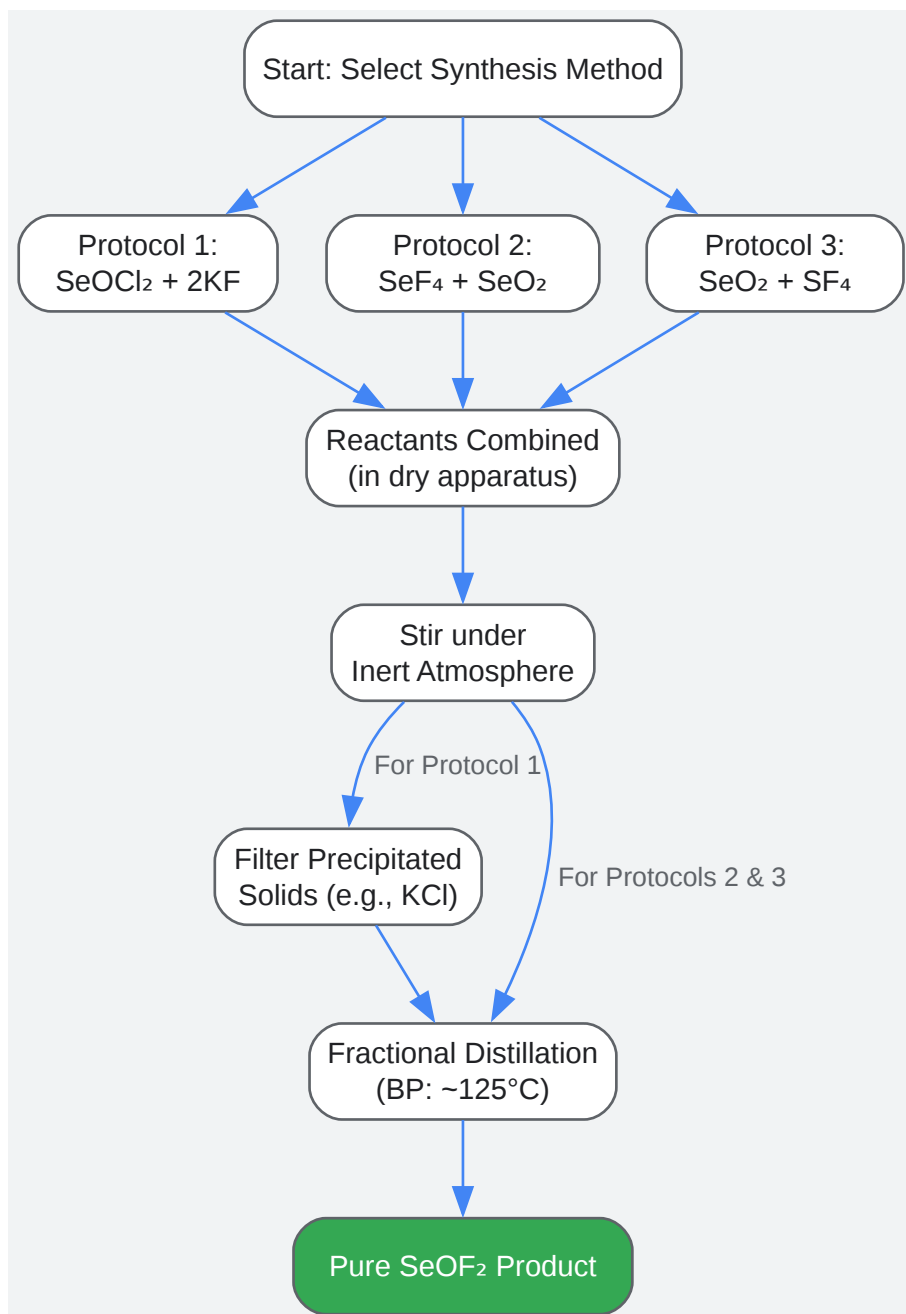 Start: Select Synthesis Method
Protocol 1:
SeOCl₂ + 2KF
Protocol 2:
SeF₄ + SeO₂
Protocol 3:
SeO₂ + SF₄
Reactants Combined
(in dry apparatus)
Stir under
Inert Atmosphere
For Protocol 1
Filter Precipitated
Solids (e.g., KCl)
For Protocols 2 & 3
Fractional Distillation
(BP: ~125°C)
Pure SeOF₂ Product